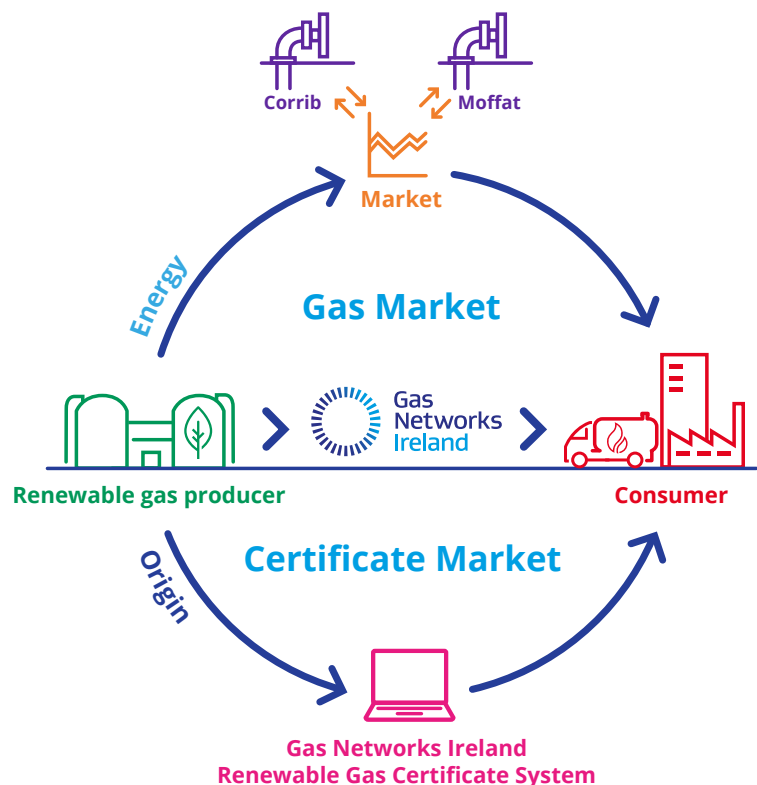 Corrib
Moffat
Market
Energy
Gas Market
Gas
Networks
Ireland
Renewable gas producer
Consumer
Certificate Market
Origin
Gas Networks Ireland
Renewable Gas Certificate System